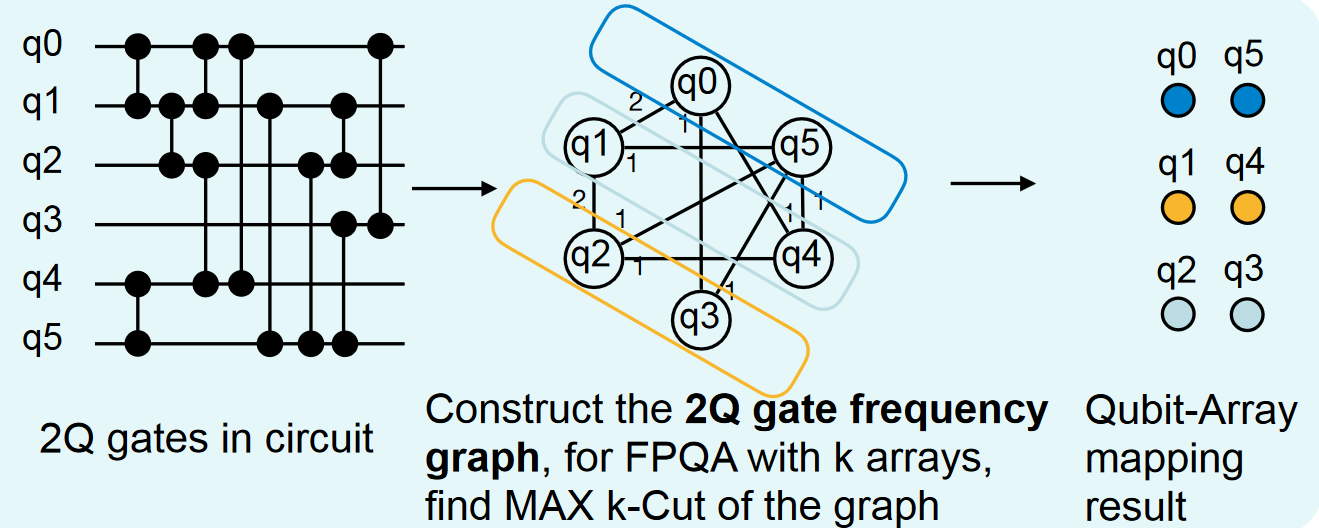 q0
q1
q2
q3
q4
q5
2Q gates in circuit
q0
2
1
q1
1
q5
2
1
1
1
q2
1
q4
1
q3
Construct the 2Q gate frequency
graph, for FPQA with k arrays,
find MAX k-Cut of the graph
q0 q5
q1 q4
q2 q3
Qubit-Array
mapping
result